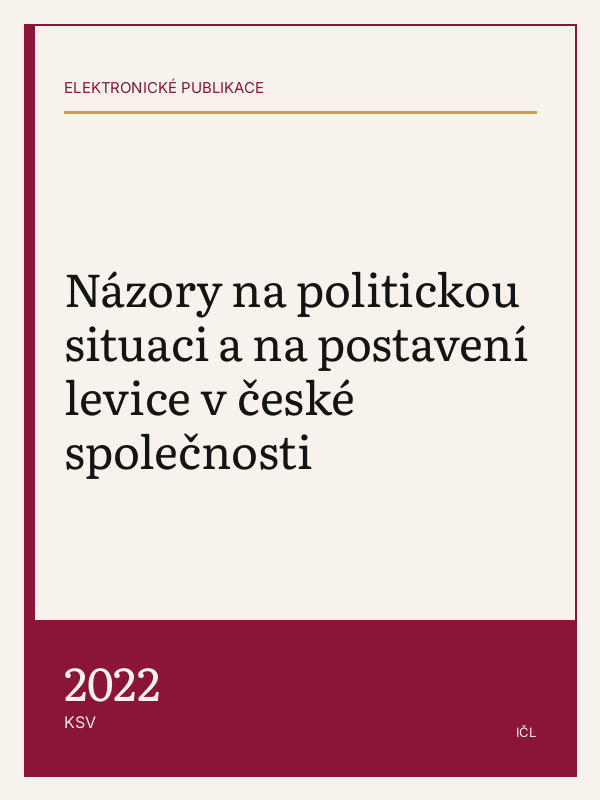 ELEKTRONICKÉ PUBLIKACE
Názory na politickou
situaci a na postavení
levice v české
společnosti
2022
KSV
IČL